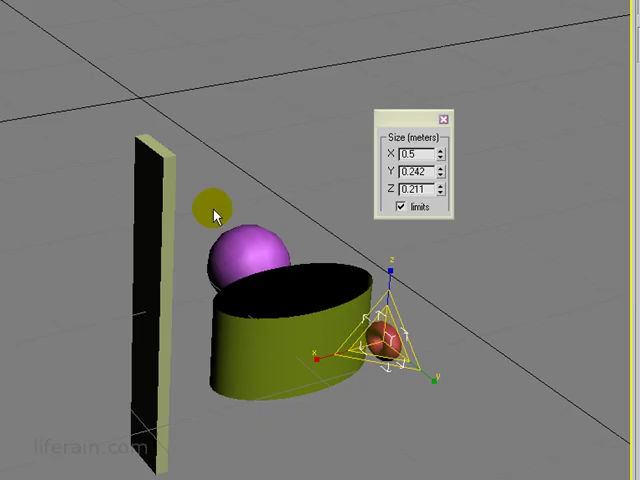 Size (meters)
X 0.5
Y 0.242
Z 0.211
limits
z
x
y
liferain.com